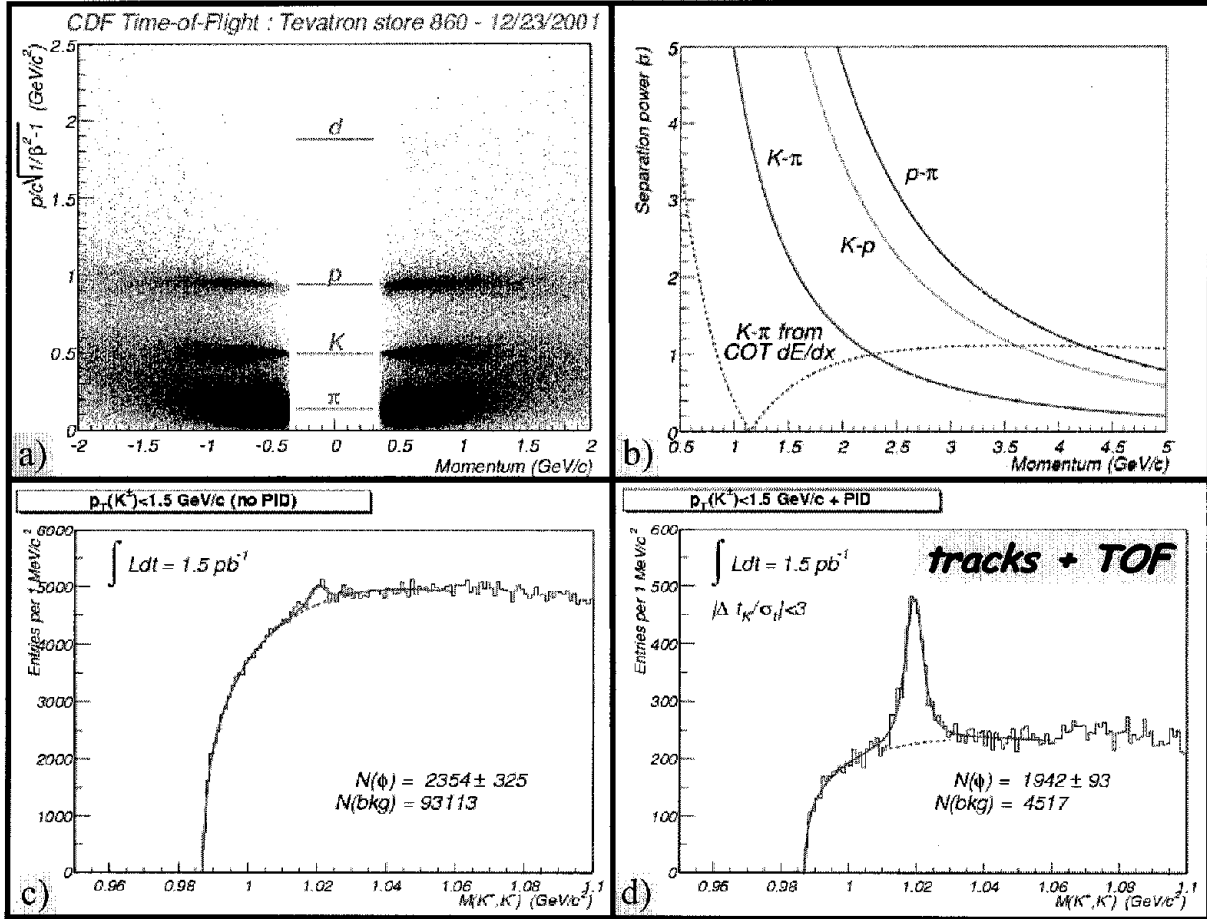 CDF Time-of-Flight : Tevatron store 860 - 12/23/2001
p/c√1/β²-1 (GeV/c²)
2.5
2
1.5
1
0.5
0
d
p
K
π
-2 -1.5 -1 -0.5 0 0.5 1 1.5 2
Momentum (GeV/c)
a)
Separation power (σ)
5
4
3
2
1
0
K-π
p-π
K-p
K-π from
COT dE/dx
0.5 1 1.5 2 2.5 3 3.5 4 4.5 5
Momentum (GeV/c)
b)
p_T(K^±)<1.5 GeV/c (no PID)
Entries per 1 MeV/c²
6000
5000
4000
3000
2000
1000
0
∫ Ldt = 1.5 pb⁻¹
N(ϕ) = 2354 ± 325
N(bkg) = 93113
0.96 0.98 1 1.02 1.04 1.06 1.08 1.1
M(K⁺,K⁻) (GeV/c²)
c)
p_T(K^±)<1.5 GeV/c + PID
Entries per 1 MeV/c²
600
500
400
300
200
100
0
∫ Ldt = 1.5 pb⁻¹
tracks + TOF
|Δ t_K/σ_t|<3
N(ϕ) = 1942 ± 93
N(bkg) = 4517
0.96 0.98 1 1.02 1.04 1.06 1.08 1.1
M(K⁺,K⁻) (GeV/c²)
d)